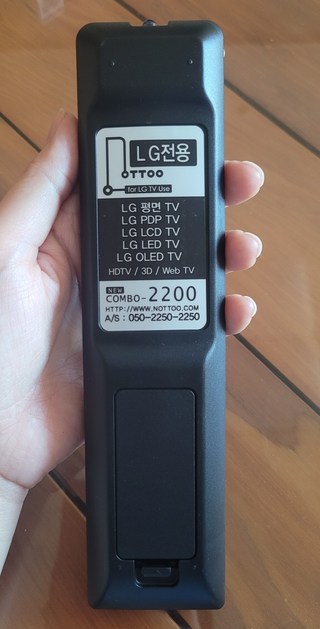 LG전용
NOTTOO
for LG TV Use
LG 평면 TV
LG PDP TV
LG LCD TV
LG LED TV
LG OLED TV
HDTV / 3D / Web TV
NEW
COMBO-2200
HTTP://WWW.NOTTOO.COM
A/S : 050-2250-2250